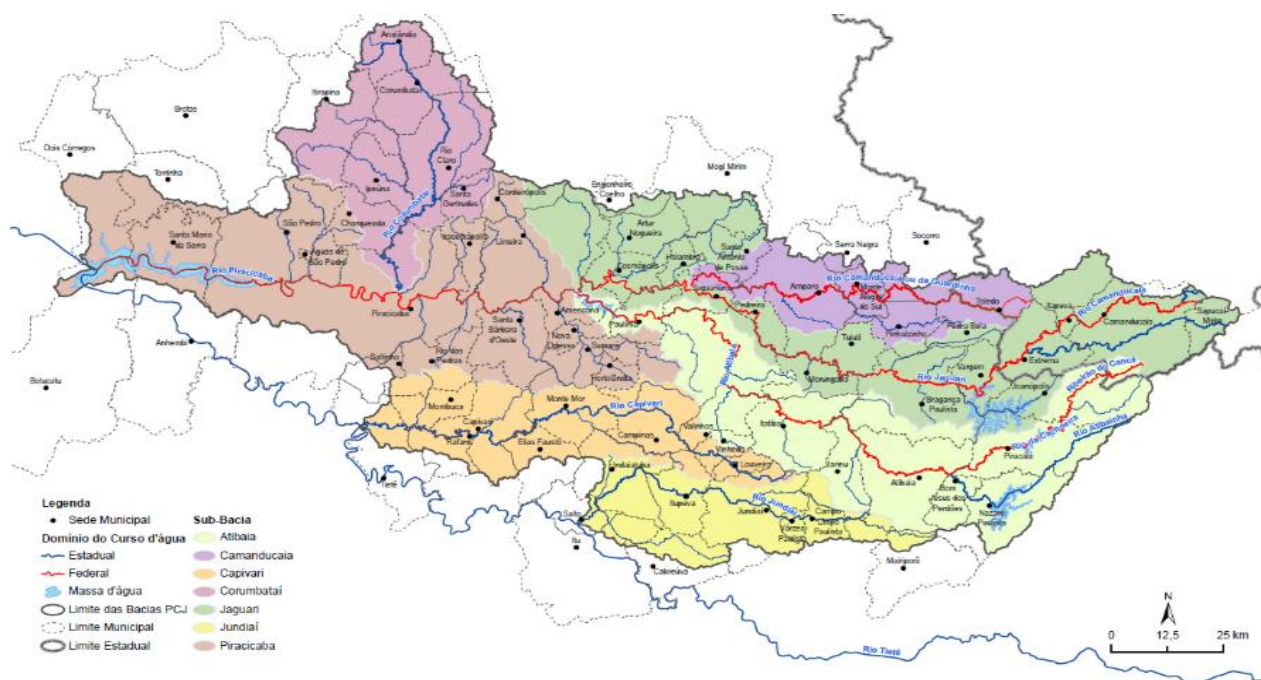 Analândia
Corumbataí
Itirapina
Brotas
Dois Córregos
Torrinha
Rio Claro
Ipeúna
Santa Gertrudes
Charqueada
Rio Corumbataí
Cordeirópolis
São Pedro
Santa Maria da Serra
Águas de São Pedro
Iracemápolis
Limeira
Rio Piracicaba
Piracicaba
Engenheiro Coelho
Mogi Mirim
Artur Nogueira
Cosmópolis
Holambra
Santo Antônio de Posse
Serra Negra
Socorro
Jaguariúna
Pedreira
Amparo
Rio Camanducaia ou da Guardinha
Monte Alegre do Sul
Toledo
Pinhalzinho
Pedra Bela
Itapeva
Rio Camanducaia
Camanducaia
Sapucaí Mirim
Extrema
Americana
Paulínia
Santa Bárbara d'Oeste
Nova Odessa
Sumaré
Hortolândia
Tuiuti
Morungaba
Vargem
Rio Jaguari
Bragança Paulista
Joanópolis
Ribeirão do Cancã
Rio da Cachoeira
Rio Atibainha
Piracaia
Anhembi
Botucatu
Saltinho
Rio das Pedras
Mombuca
Capivari
Rafard
Monte Mor
Rio Capivari
Elias Fausto
Campinas
Valinhos
Vinhedo
Louveira
Rio Atibaia
Itatiba
Jarinu
Atibaia
Bom Jesus dos Perdões
Nazaré Paulista
Indaiatuba
Itupeva
Rio Jundiaí
Jundiaí
Várzea Paulista
Campo Limpo Paulista
Tietê
Salto
Itu
Cabreúva
Mairiporã
Rio Tietê
Legenda
Sede Municipal
Domínio do Curso d'água
Estadual
Federal
Massa d'água
Limite das Bacias PCJ
Limite Municipal
Limite Estadual
Sub-Bacia
Atibaia
Camanducaia
Capivari
Corumbataí
Jaguari
Jundiaí
Piracicaba
N
0 12,5 25 km